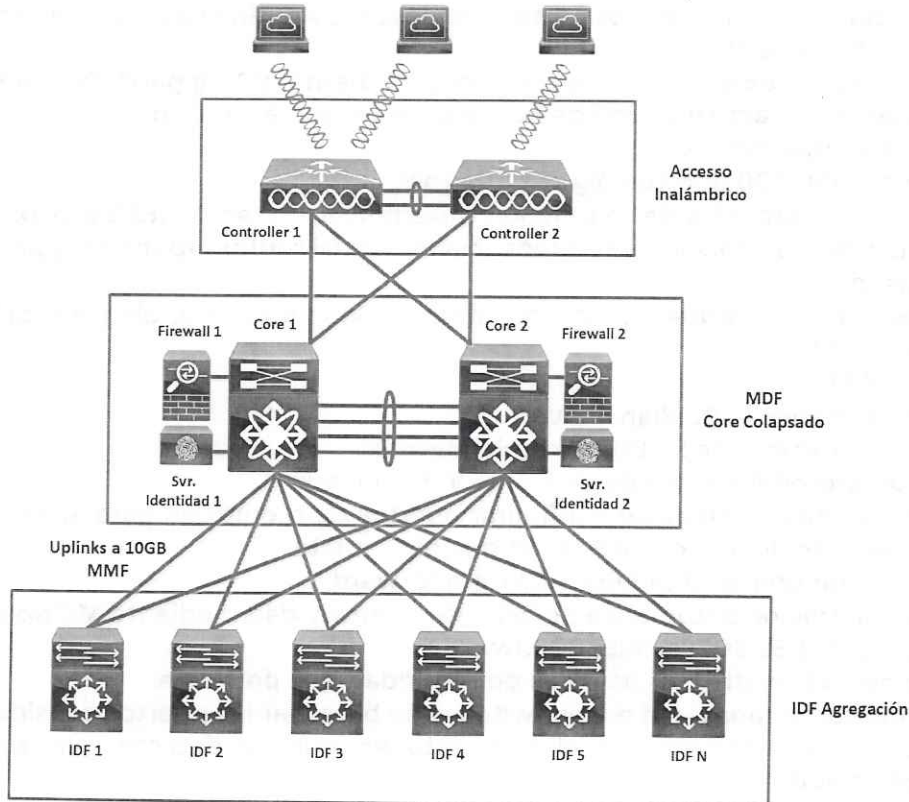 Accesso
Inalámbrico
Controller 1
Controller 2
Firewall 1
Core 1
Core 2
Firewall 2
MDF
Core Colapsado
Svr.
Identidad 1
Svr.
Identidad 2
Uplinks a 10GB
MMF
IDF Agregación
IDF 1
IDF 2
IDF 3
IDF 4
IDF 5
IDF N